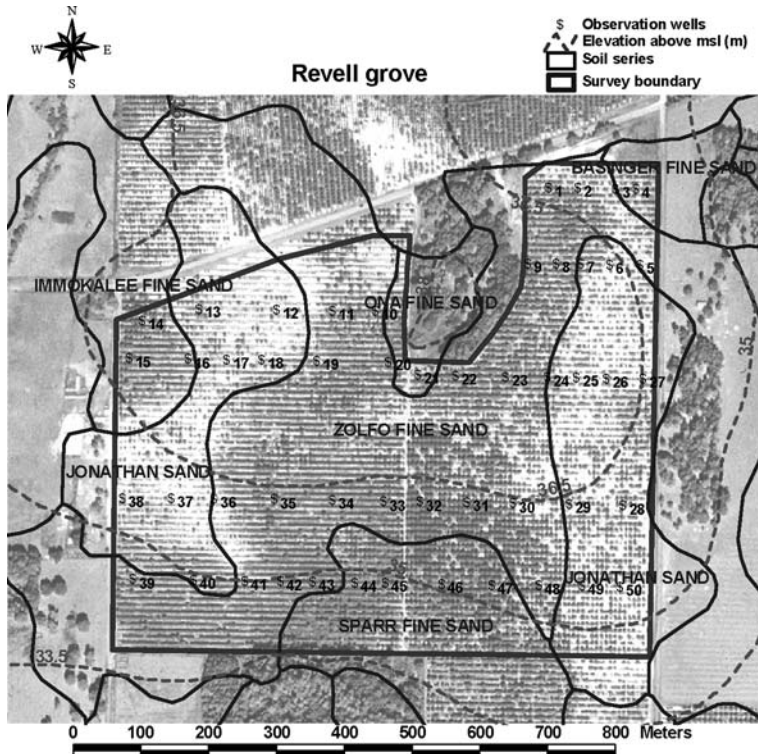 N
W E
S
Revell grove
$ Observation wells
Elevation above msl (m)
Soil series
Survey boundary
BASINGER FINE SAND
$ 1 $ 2 $ 3 $ 4
$ 9 $ 8 $ 7 $ 6 $ 5
IMMOKALEE FINE SAND
ONA FINE SAND
$ 14 $ 13 $ 12 $ 11 $ 10
35
$ 15 $ 16 $ 17 $ 18 $ 19 $ 20
$ 21 $ 22 $ 23 $ 24 $ 25 $ 26 $ 27
ZOLFO FINE SAND
JONATHAN SAND
36.5
$ 38 $ 37 $ 36 $ 35 $ 34 $ 33 $ 32 $ 31 $ 30 $ 29 $ 28
JONATHAN SAND
$ 39 $ 40 $ 41 $ 42 $ 43 $ 44 $ 45 $ 46 $ 47 $ 48 $ 49 $ 50
SPARR FINE SAND
33.5
0 100 200 300 400 500 600 700 800 Meters